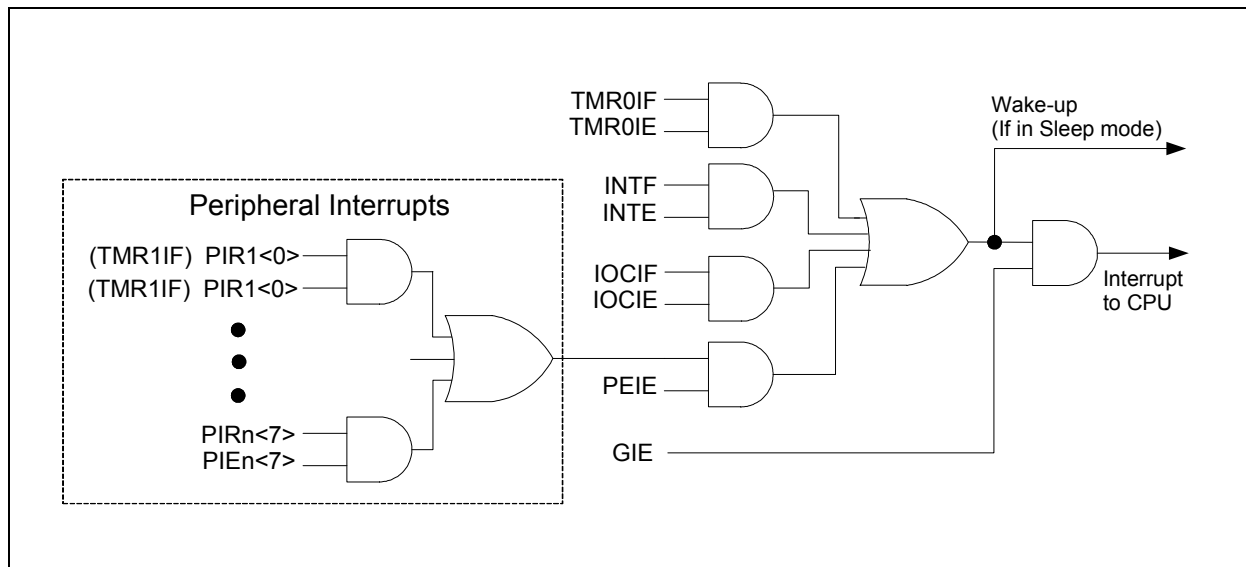 TMR0IF
TMR0IE
Wake-up
(If in Sleep mode)
INTF
INTE
Peripheral Interrupts
(TMR1IF) PIR1<0>
(TMR1IF) PIR1<0>
IOCIF
IOCIE
Interrupt
to CPU
PEIE
PIRn<7>
PIEn<7>
GIE